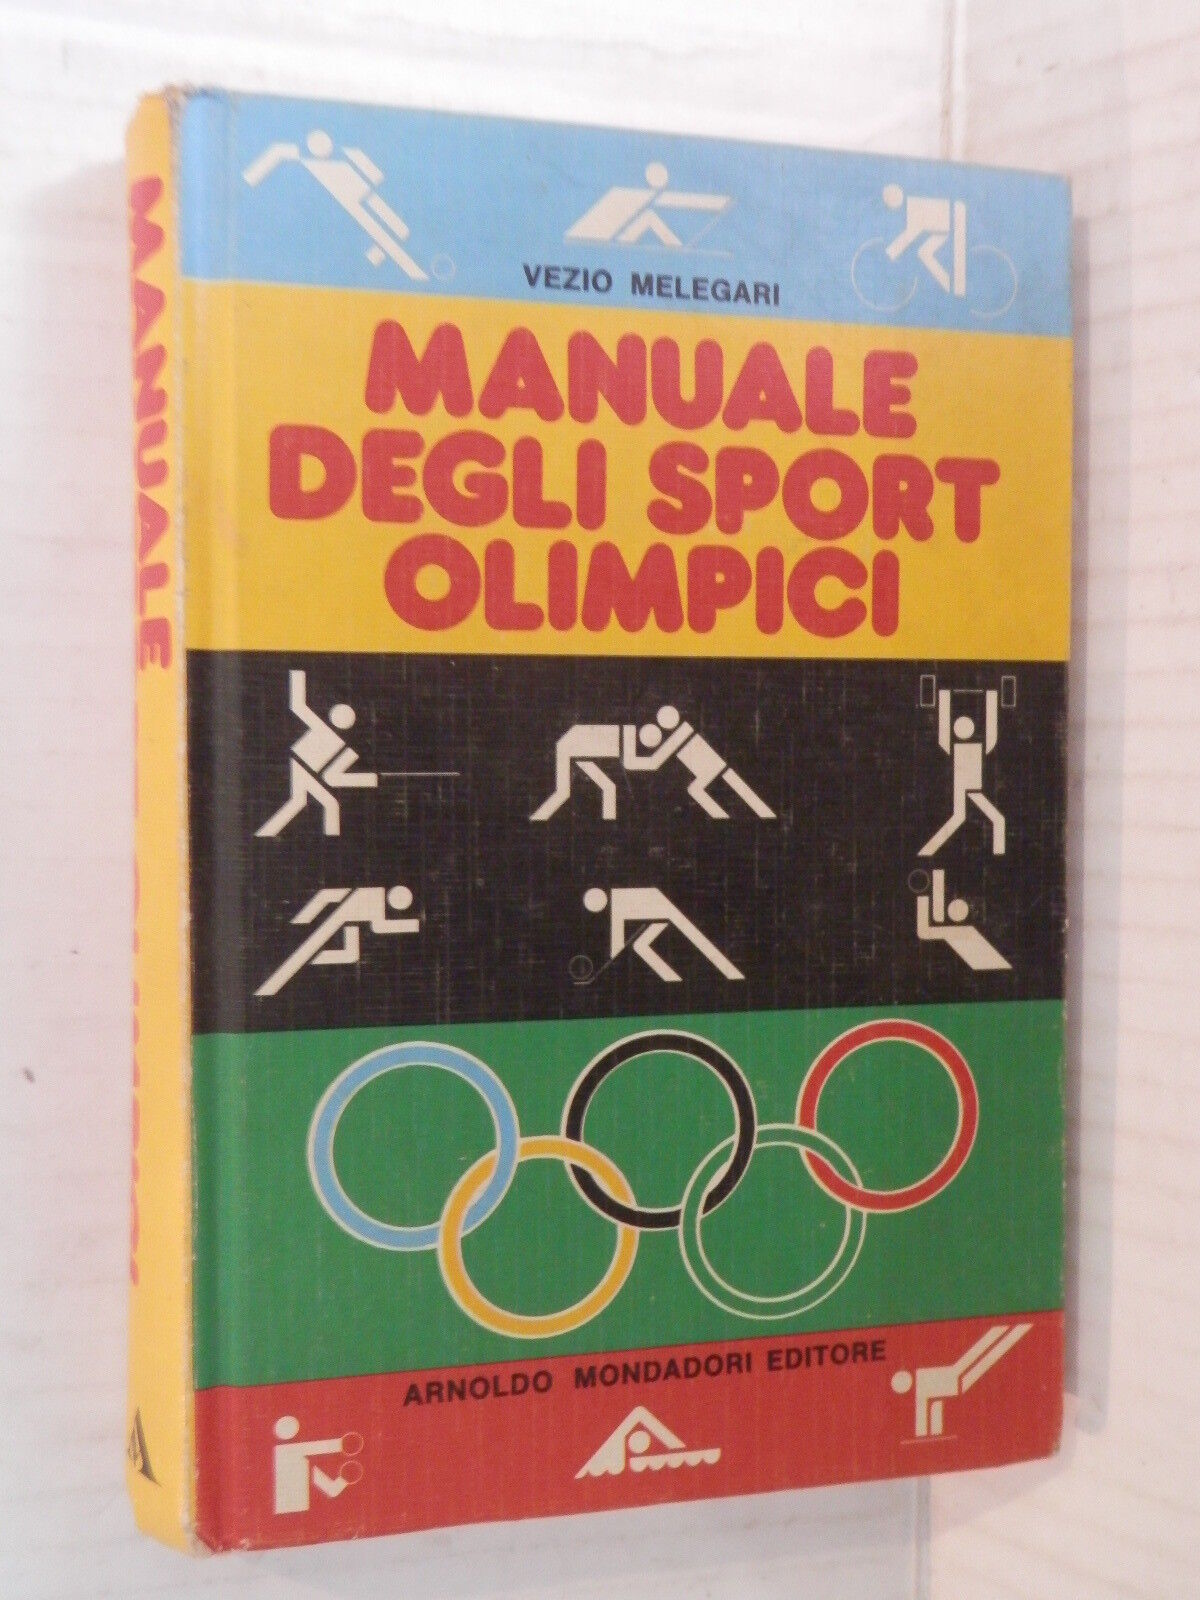 VEZIO MELEGARI
MANUALE
DEGLI SPORT
OLIMPICI
ARNOLDO MONDADORI EDITORE
MANUALE